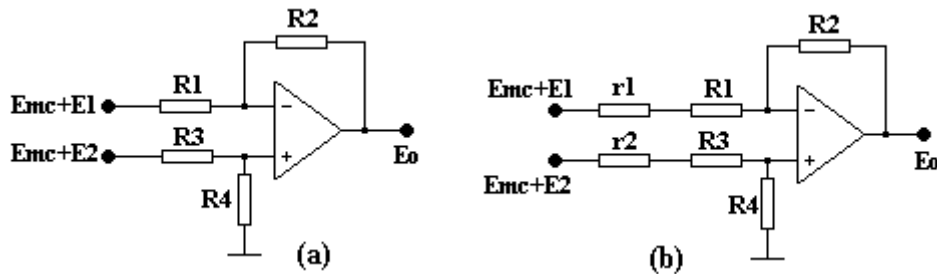 R2
R1
Emc+E1
−
Emc+E2
R3
+
Eo
R4
(a)
R2
Emc+E1
r1
R1
−
r2
R3
+
Eo
Emc+E2
R4
(b)